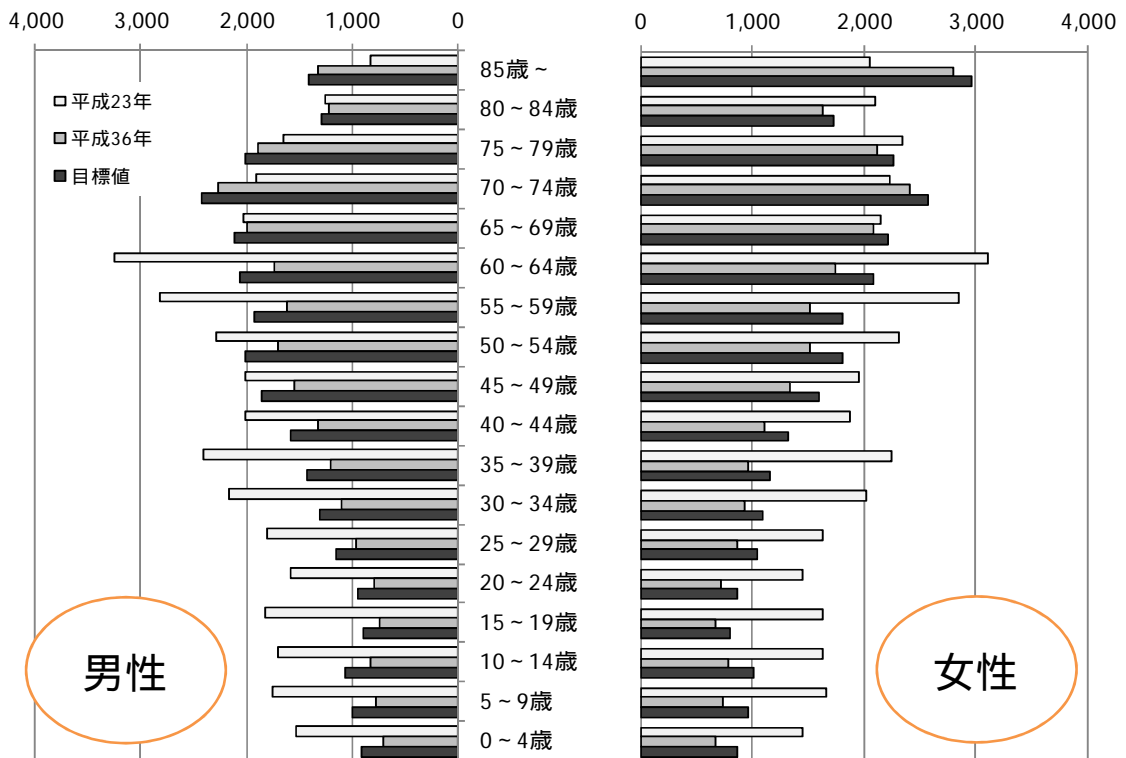 4,000 3,000 2,000 1,000 0 0 1,000 2,000 3,000 4,000
85歳～
平成23年
80～84歳
平成36年
75～79歳
目標値
70～74歳
65～69歳
60～64歳
55～59歳
50～54歳
45～49歳
40～44歳
35～39歳
30～34歳
25～29歳
20～24歳
15～19歳
10～14歳
男性
女性
5～9歳
0～4歳